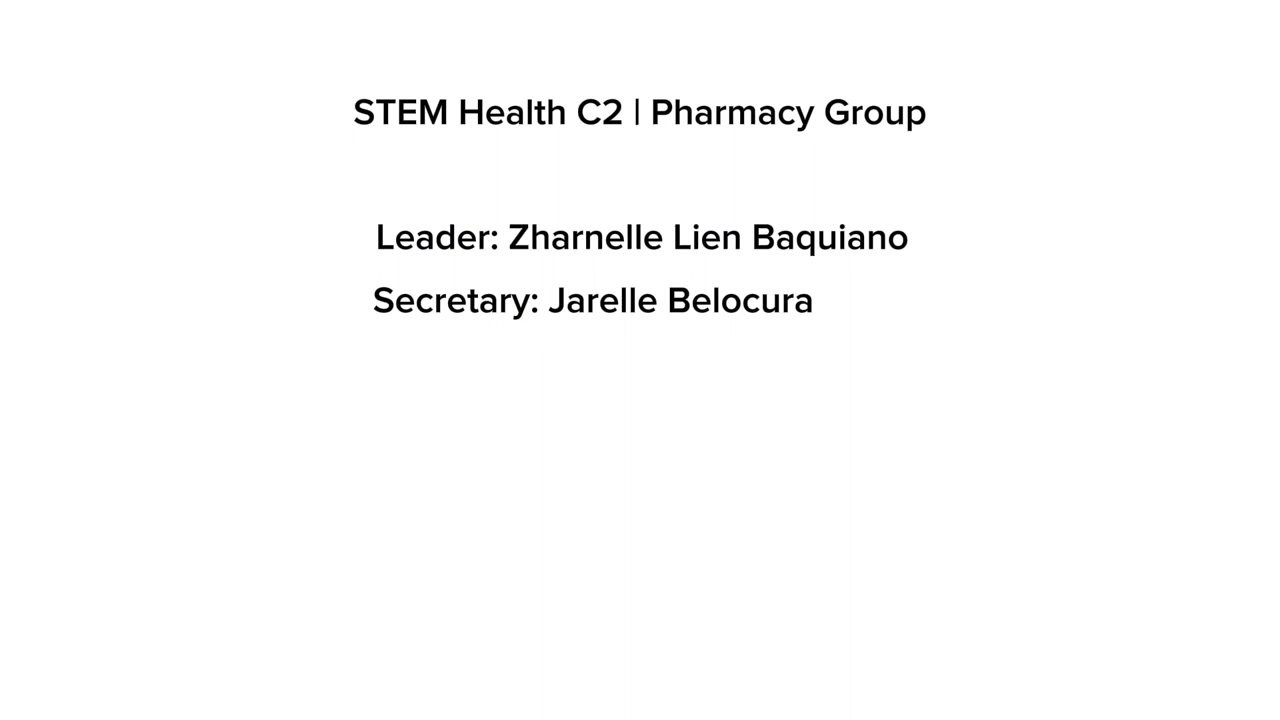 STEM Health C2 | Pharmacy Group
Leader: Zharnelle Lien Baquiano
Secretary: Jarelle Belocura